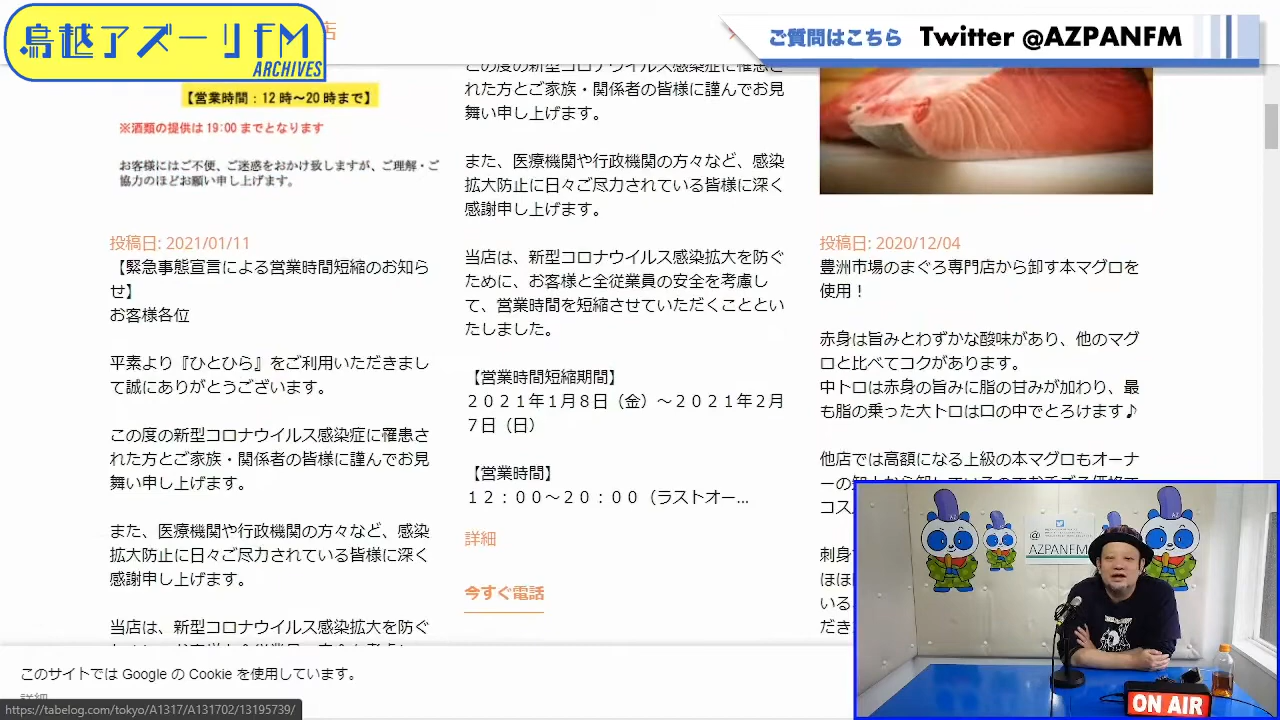 鳥越アズーリFM
ARCHIVES
店
ご質問はこちら Twitter @AZPANFM
【営業時間：12 時～20 時まで】
※酒類の提供は 19:00 までとなります
お客様にはご不便、ご迷惑をおかけ致しますが、ご理解・ご
協力のほどお願い申し上げます。
投稿日: 2021/01/11
【緊急事態宣言による営業時間短縮のお知ら
せ】
お客様各位
平素より『ひとひら』をご利用いただきまし
て誠にありがとうございます。
この度の新型コロナウイルス感染症に罹患さ
れた方とご家族・関係者の皆様に謹んでお見
舞い申し上げます。
また、医療機関や行政機関の方々など、感染
拡大防止に日々ご尽力されている皆様に深く
感謝申し上げます。
当店は、新型コロナウイルス感染拡大を防ぐ
この度の新型コロナウイルス感染症に罹患さ
れた方とご家族・関係者の皆様に謹んでお見
舞い申し上げます。
また、医療機関や行政機関の方々など、感染
拡大防止に日々ご尽力されている皆様に深く
感謝申し上げます。
当店は、新型コロナウイルス感染拡大を防ぐ
ために、お客様と全従業員の安全を考慮し
て、営業時間を短縮させていただくことといたしました。
【営業時間短縮期間】
２０２１年１月８日（金）～２０２１年２月
７日（日）
【営業時間】
１２：００～２０：００（ラストオー...
詳細
今すぐ電話
投稿日: 2020/12/04
豊洲市場のまぐろ専門店から卸す本マグロを
使用！
赤身は旨みとわずかな酸味があり、他のマグ
ロと比べてコクがあります。
中トロは赤身の旨みに脂の甘みが加わり、最
も脂の乗った大トロは口の中でとろけます♪
他店では高額になる上級の本マグロもオーナ
コス
刺身
ほほ
いる
だき
このサイトでは Google の Cookie を使用しています。
詳細
https://tabelog.com/tokyo/A1317/A131702/13195739/
@
AZPANFM
AZ
ON AIR